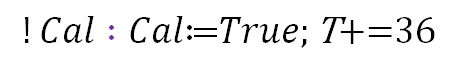 ! Cal : Cal:=True; T+=36